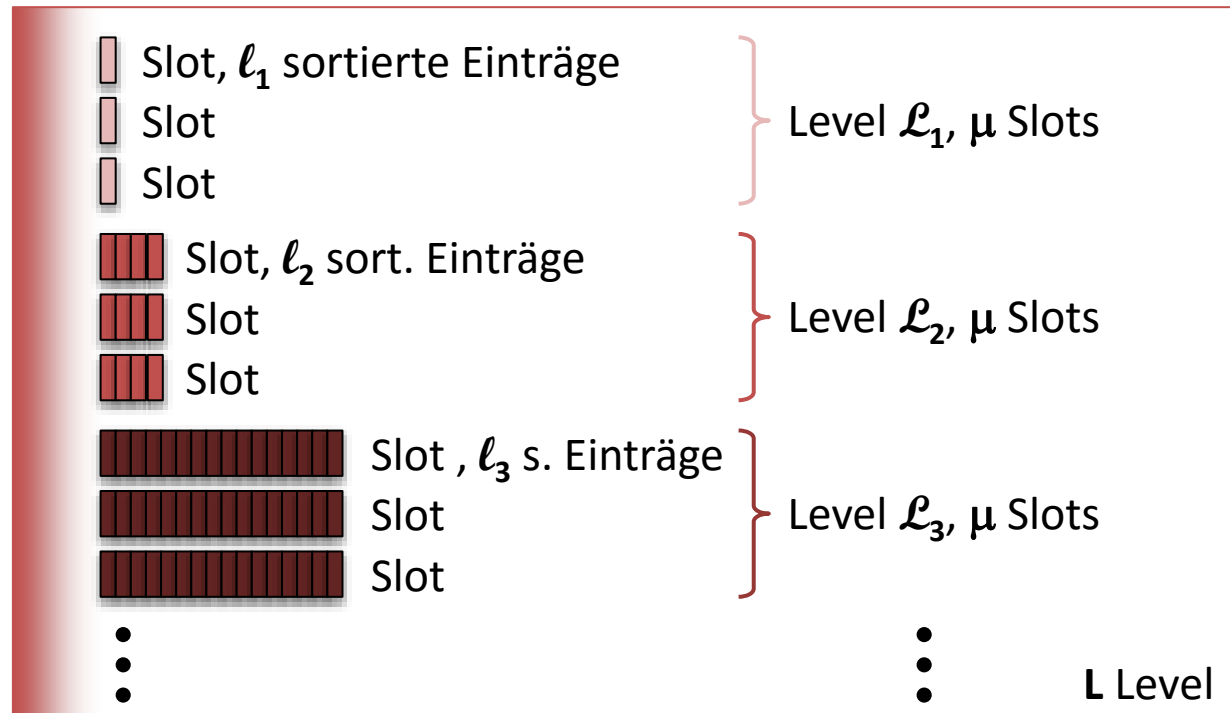 Slot, ℓ₁ sortierte Einträge
Slot
Slot
Level ℒ₁, μ Slots
Slot, ℓ₂ sort. Einträge
Slot
Slot
Level ℒ₂, μ Slots
Slot , ℓ₃ s. Einträge
Slot
Slot
Level ℒ₃, μ Slots
L Level